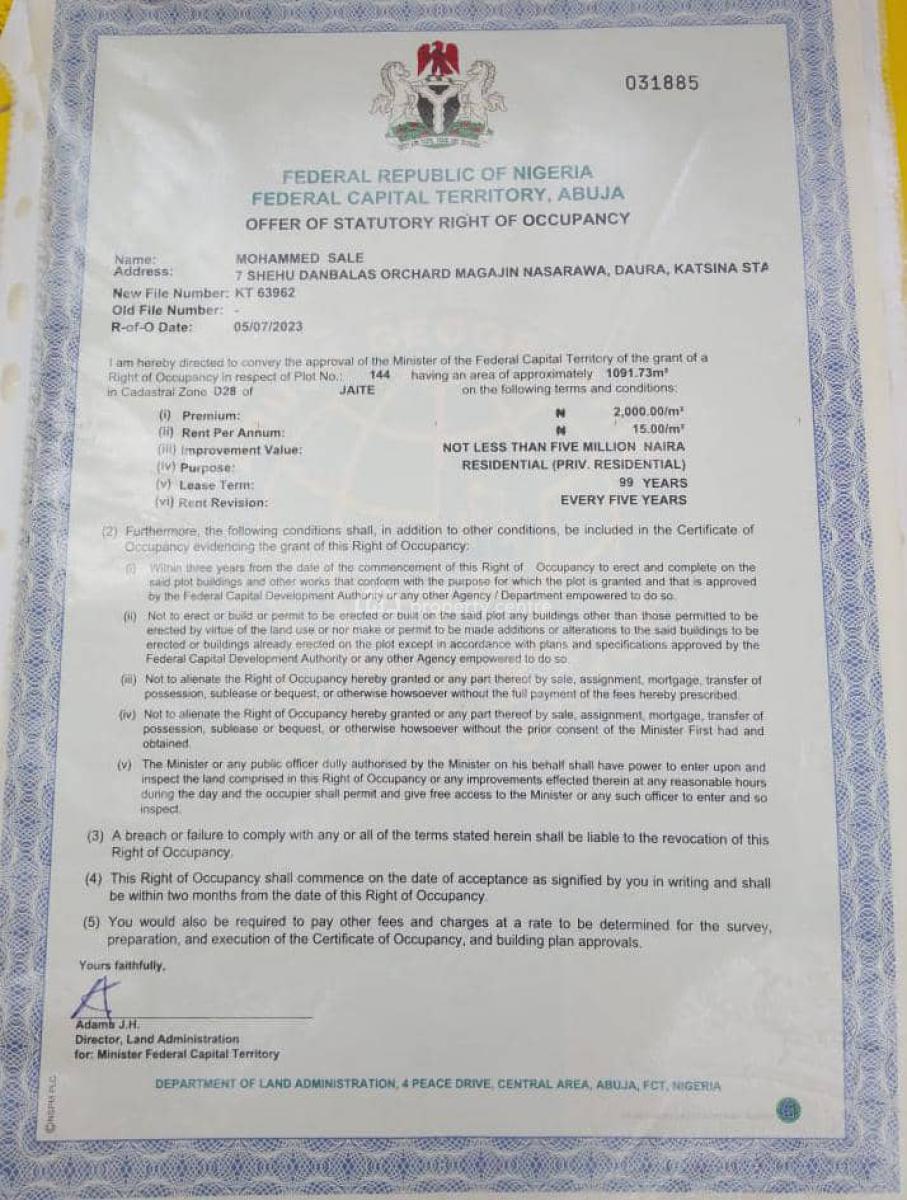 031885
FEDERAL REPUBLIC OF NIGERIA
FEDERAL CAPITAL TERRITORY, ABUJA
OFFER OF STATUTORY RIGHT OF OCCUPANCY
Name: MOHAMMED SALE
Address: 7 SHEHU DANBALAS ORCHARD MAGAJIN NASARAWA, DAURA, KATSINA STA
New File Number: KT 63962
Old File Number: -
R-of-O Date: 05/07/2023
I am hereby directed to convey the approval of the Minister of the Federal Capital Territory of the grant of a
Right of Occupancy in respect of Plot No.: 144 having an area of approximately 1091.73m²
in Cadastral Zone D28 of JAITE on the following terms and conditions:
(i) Premium: ₦ 2,000.00/m²
(ii) Rent Per Annum: ₦ 15.00/m²
(iii) Improvement Value: NOT LESS THAN FIVE MILLION NAIRA
(iv) Purpose: RESIDENTIAL (PRIV. RESIDENTIAL)
(v) Lease Term: 99 YEARS
(vi) Rent Revision: EVERY FIVE YEARS
(2) Furthermore, the following conditions shall, in addition to other conditions, be included in the Certificate of
Occupancy evidencing the grant of this Right of Occupancy:
(i) Within three years from the date of the commencement of this Right of Occupancy to erect and complete on the
said plot buildings and other works that conform with the purpose for which the plot is granted and that is approved
by the Federal Capital Development Authority or any other Agency / Department empowered to do so.
(ii) Not to erect or build or permit to be erected or built on the said plot any buildings other than those permitted to be
erected by virtue of the land use or nor make or permit to be made additions or alterations to the said buildings to be
erected or buildings already erected on the plot except in accordance with plans and specifications approved by the
Federal Capital Development Authority or any other Agency empowered to do so.
(iii) Not to alienate the Right of Occupancy hereby granted or any part thereof by sale, assignment, mortgage, transfer of
possession, sublease or bequest, or otherwise howsoever without the full payment of the fees hereby prescribed.
(iv) Not to alienate the Right of Occupancy hereby granted or any part thereof by sale, assignment, mortgage, transfer of
possession, sublease or bequest, or otherwise howsoever without the prior consent of the Minister First had and
obtained.
(v) The Minister or any public officer dully authorised by the Minister on his behalf shall have power to enter upon and
inspect the land comprised in this Right of Occupancy or any improvements effected therein at any reasonable hours
during the day and the occupier shall permit and give free access to the Minister or any such officer to enter and so
inspect.
(3) A breach or failure to comply with any or all of the terms stated herein shall be liable to the revocation of this
Right of Occupancy.
(4) This Right of Occupancy shall commence on the date of acceptance as signified by you in writing and shall
be within two months from the date of this Right of Occupancy.
(5) You would also be required to pay other fees and charges at a rate to be determined for the survey,
preparation, and execution of the Certificate of Occupancy, and building plan approvals.
Yours faithfully,
Adamu J.H.
Director, Land Administration
for: Minister Federal Capital Territory
DEPARTMENT OF LAND ADMINISTRATION, 4 PEACE DRIVE, CENTRAL AREA, ABUJA, FCT, NIGERIA
©NSPM PLC
property centre